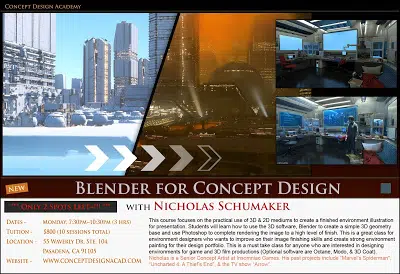 Concept Design Academy
NEW
Blender for Concept Design
Only 2 Spots Left
with Nicholas Schumaker
Dates - Monday, 7:30pm-10:30pm (3 hrs)
Tuition - $800 (10 sessions total)
Location - 55 Waverly Dr. Ste. 104
Pasadena, CA 91105
Website - www.conceptdesignacad.com
This course focuses on the practical use of 3D & 2D mediums to create a finished environment illustration
for presentation. Students will learn how to use the 3D software, Blender to create a simple 3D geometry
base and use Photoshop to complete rendering the image to a high level of finish. This is a great class for
environment designers who wants to improve on their image finishing skills and create strong environment
painting for their design portfolio. This is a must take class for anyone who are interested in designing
environments for game and 3D film productions (Optional software are Octane, Modo, & 3D Coat).
Nicholas is a Senior Concept Artist at Insomniac Games. His past projects include "Marvel's Spiderman",
"Uncharted 4: A Thief's End", & the TV show "Arrow".